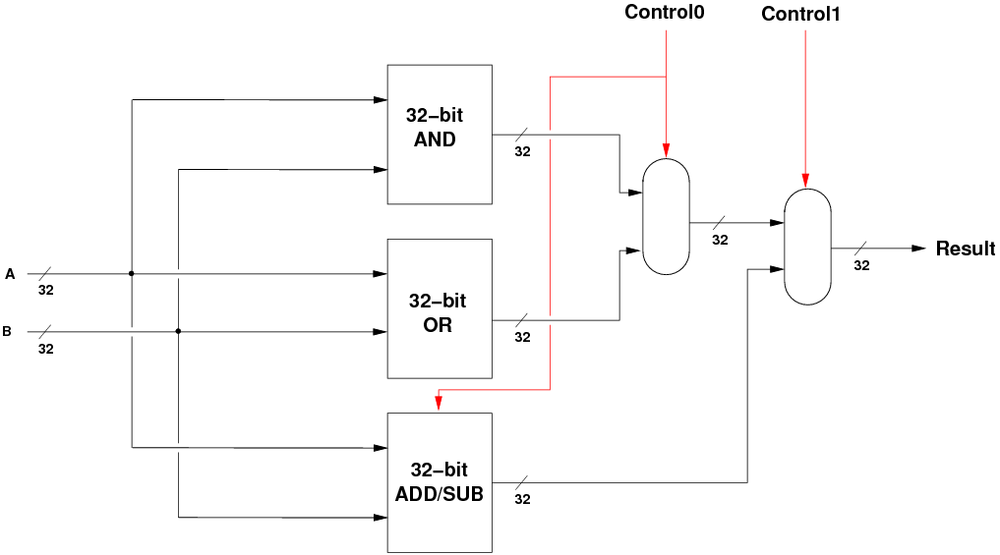 Control0
Control1
32–bit
AND
32
32
A
32
32–bit
OR
32
Result
B
32
32
32
32–bit
ADD/SUB
32